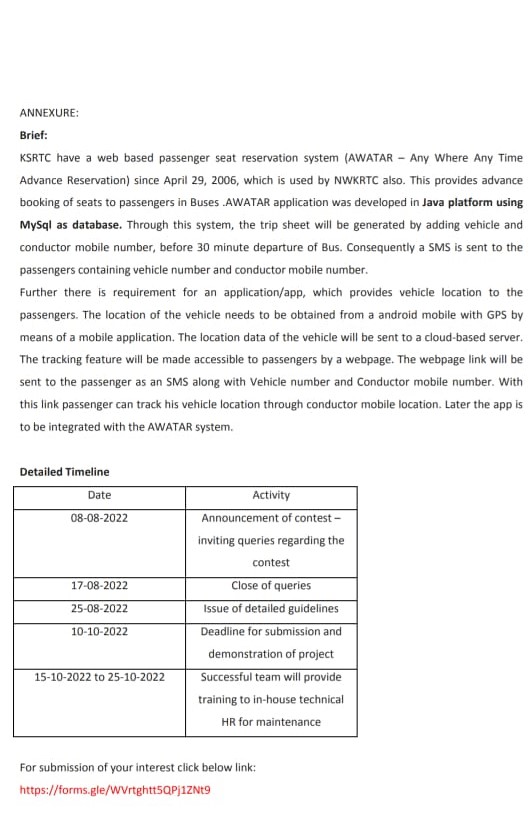 ANNEXURE:
Brief:
KSRTC have a web based passenger seat reservation system (AWATAR – Any Where Any Time
Advance Reservation) since April 29, 2006, which is used by NWKRTC also. This provides advance
booking of seats to passengers in Buses .AWATAR application was developed in Java platform using
MySql as database. Through this system, the trip sheet will be generated by adding vehicle and
conductor mobile number, before 30 minute departure of Bus. Consequently a SMS is sent to the
passengers containing vehicle number and conductor mobile number.
Further there is requirement for an application/app, which provides vehicle location to the
passengers. The location of the vehicle needs to be obtained from a android mobile with GPS by
means of a mobile application. The location data of the vehicle will be sent to a cloud-based server.
The tracking feature will be made accessible to passengers by a webpage. The webpage link will be
sent to the passenger as an SMS along with Vehicle number and Conductor mobile number. With
this link passenger can track his vehicle location through conductor mobile location. Later the app is
to be integrated with the AWATAR system.
Detailed Timeline
Date Activity
08-08-2022 Announcement of contest –
inviting queries regarding the
contest
17-08-2022 Close of queries
25-08-2022 Issue of detailed guidelines
10-10-2022 Deadline for submission and
demonstration of project
15-10-2022 to 25-10-2022 Successful team will provide
training to in-house technical
HR for maintenance
For submission of your interest click below link:
https://forms.gle/WVrtghtt5QPj1ZNt9